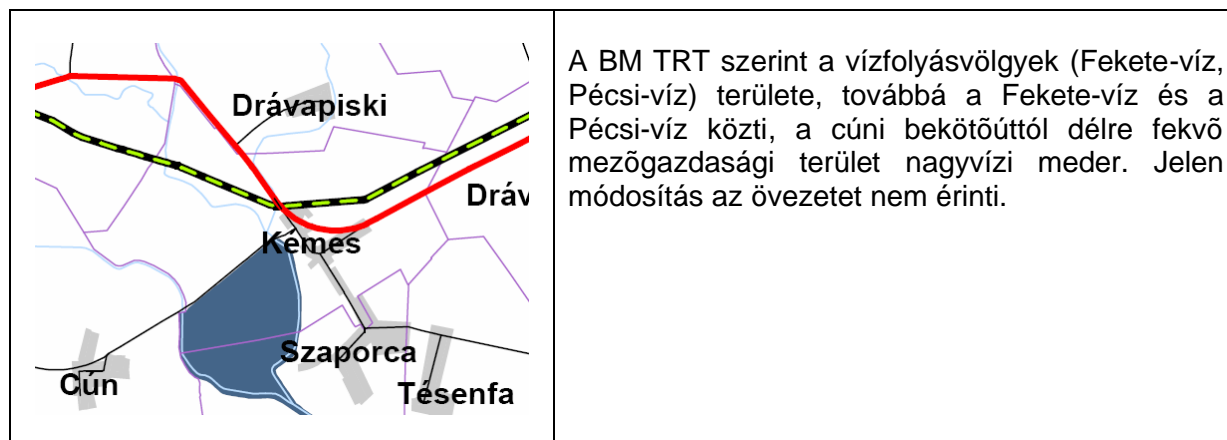 Drávapiski
Dráv
Kémes
Szaporca
Cún
Tésenfa
A BM TRT szerint a vízfolyásvölgyek (Fekete-víz,
Pécsi-víz) területe, továbbá a Fekete-víz és a
Pécsi-víz közti, a cúni bekötõúttól délre fekvõ
mezõgazdasági terület nagyvízi meder. Jelen
módosítás az övezetet nem érinti.